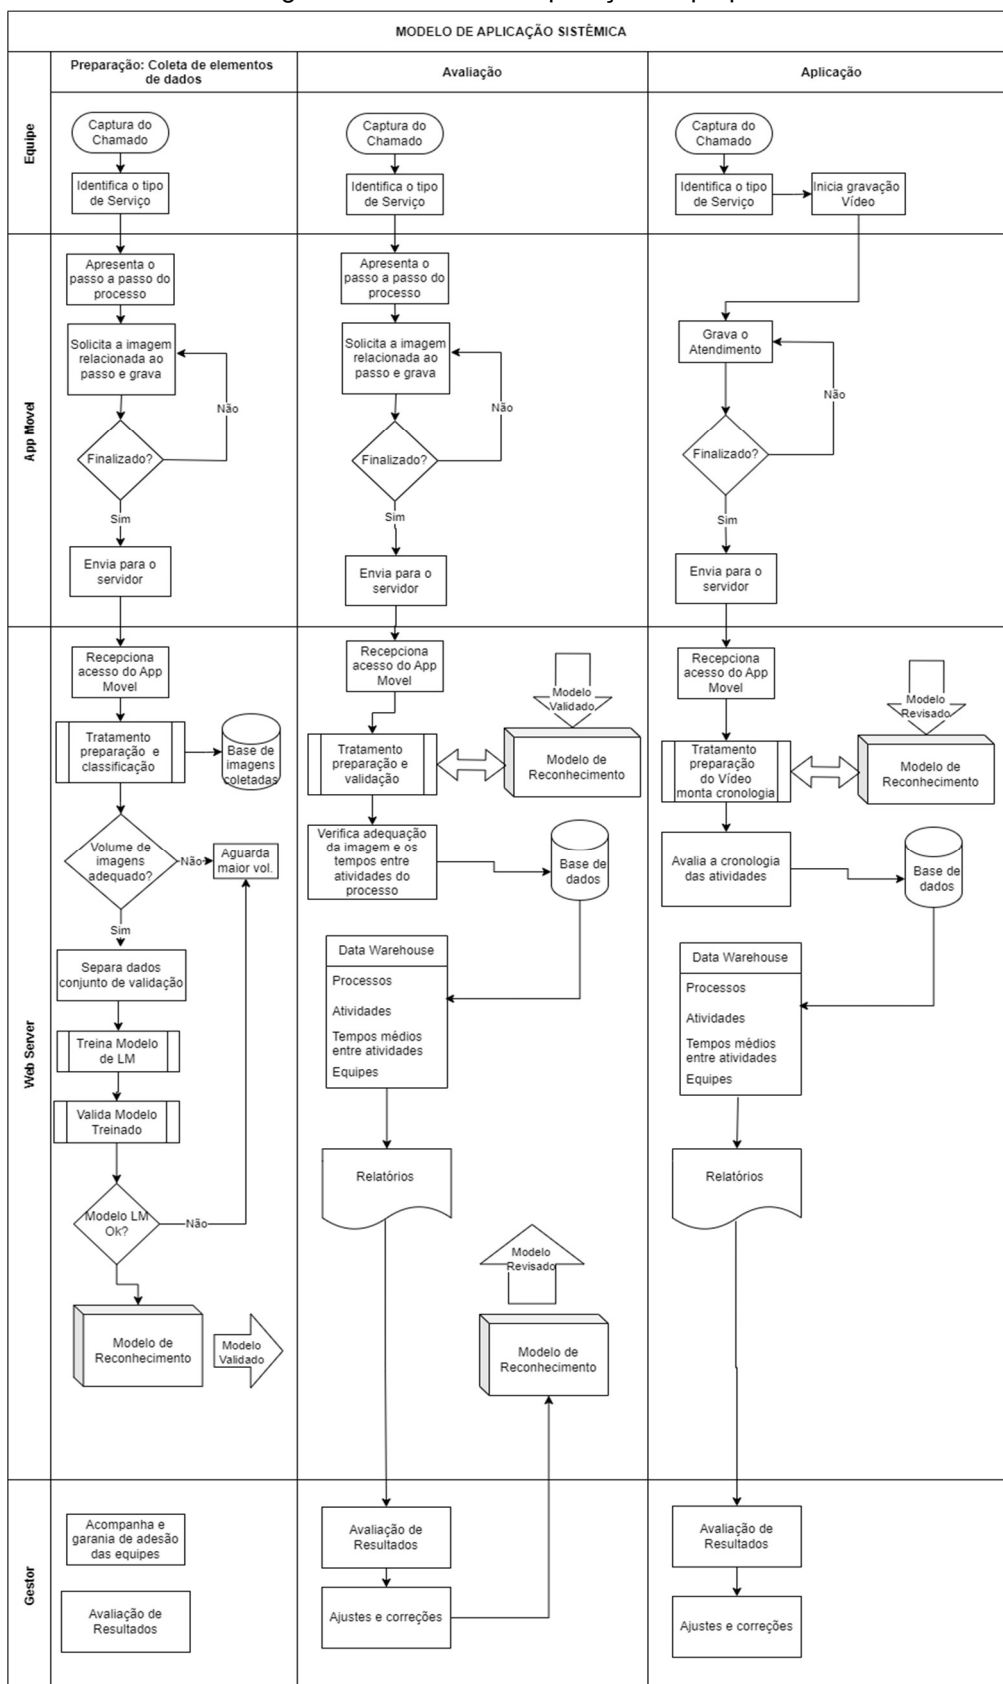 MODELO DE APLICAÇÃO SISTÊMICA
Preparação: Coleta de elementos
de dados
Avaliação
Aplicação
Equipe
Captura do
Chamado
Identifica o tipo
de Serviço
Captura do
Chamado
Identifica o tipo
de Serviço
Captura do
Chamado
Identifica o tipo
de Serviço
Inicia gravação
Vídeo
App Movel
Apresenta o
passo a passo do
processo
Solicita a imagem
relacionada ao
passo e grava
Não
Finalizado?
Sim
Envia para o
servidor
Apresenta o
passo a passo do
processo
Solicita a imagem
relacionada ao
passo e grava
Não
Finalizado?
Sim
Envia para o
servidor
Grava o
Atendimento
Não
Finalizado?
Sim
Envia para o
servidor
Web Server
Recepciona
acesso do App
Movel
Tratamento
preparação e
classificação
Base de
imagens
coletadas
Volume de
imagens
adequado?
Não
Aguarda
maior vol.
Sim
Separa dados
conjunto de validação
Treina Modelo
de LM
Valida Modelo
Treinado
Modelo LM
Ok?
Não
Modelo de
Reconhecimento
Modelo
Validado
Recepciona
acesso do App
Movel
Modelo
Validado
Tratamento
preparação e
validação
Modelo de
Reconhecimento
Verifica adequação
da imagem e os
tempos entre
atividades do
processo
Base de
dados
Data Warehouse
Processos
Atividades
Tempos médios
entre atividades
Equipes
Relatórios
Modelo
Revisado
Modelo de
Reconhecimento
Recepciona
acesso do App
Movel
Modelo
Revisado
Tratamento
preparação
do Vídeo
monta cronologia
Modelo de
Reconhecimento
Avalia a cronologia
das atividades
Base de
dados
Data Warehouse
Processos
Atividades
Tempos médios
entre atividades
Equipes
Relatórios
Gestor
Acompanha e
garania de adesão
das equipes
Avaliação de
Resultados
Avaliação de
Resultados
Ajustes e correções
Avaliação de
Resultados
Ajustes e correções